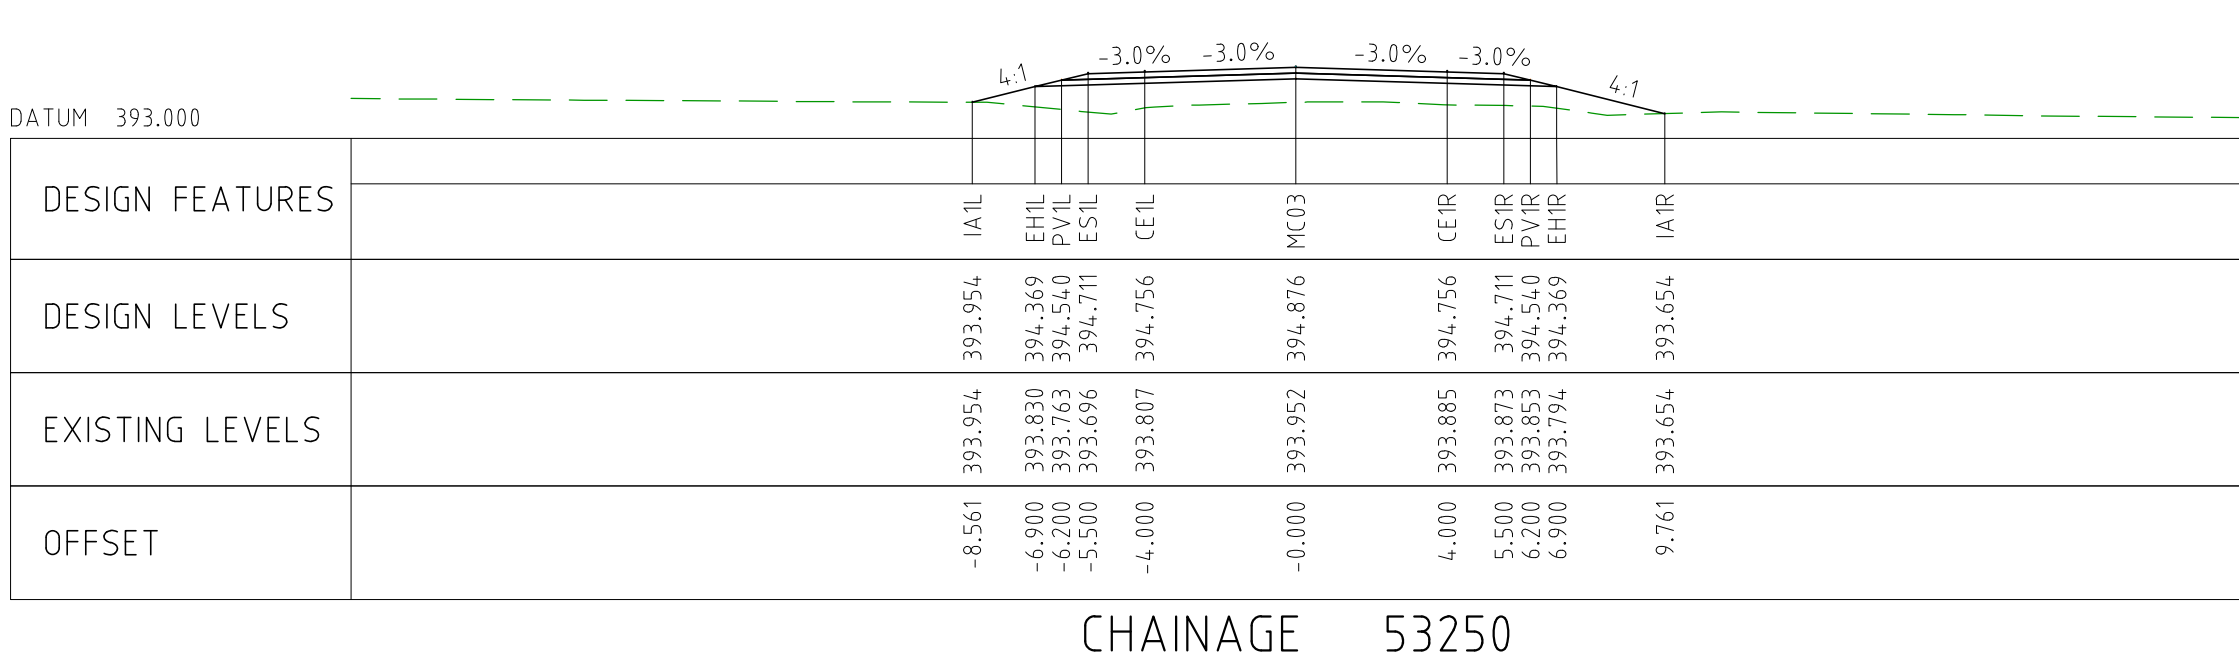 4:1 -3.0% -3.0% -3.0% -3.0% 4:1
DATUM 393.000
DESIGN FEATURES IA1L EH1L PV1L ES1L CE1L MC03 CE1R ES1R PV1R EH1R IA1R
DESIGN LEVELS 393.954 394.369 394.540 394.711 394.756 394.876 394.756 394.711 394.540 394.369 393.654
EXISTING LEVELS 393.954 393.830 393.763 393.696 393.807 393.952 393.885 393.873 393.853 393.794 393.654
OFFSET -8.561 -6.900 -6.200 -5.500 -4.000 -0.000 4.000 5.500 6.200 6.900 9.761
CHAINAGE 53250